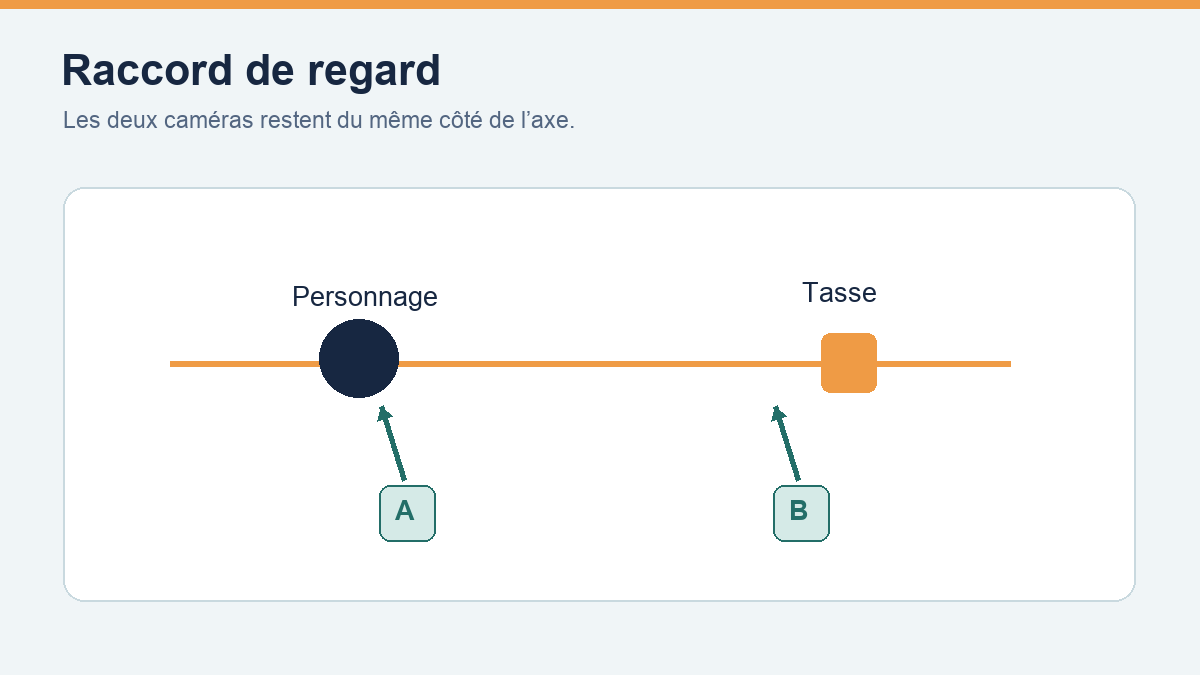 Raccord de regard
Les deux caméras restent du même côté de l’axe.
Personnage
Tasse
A
B